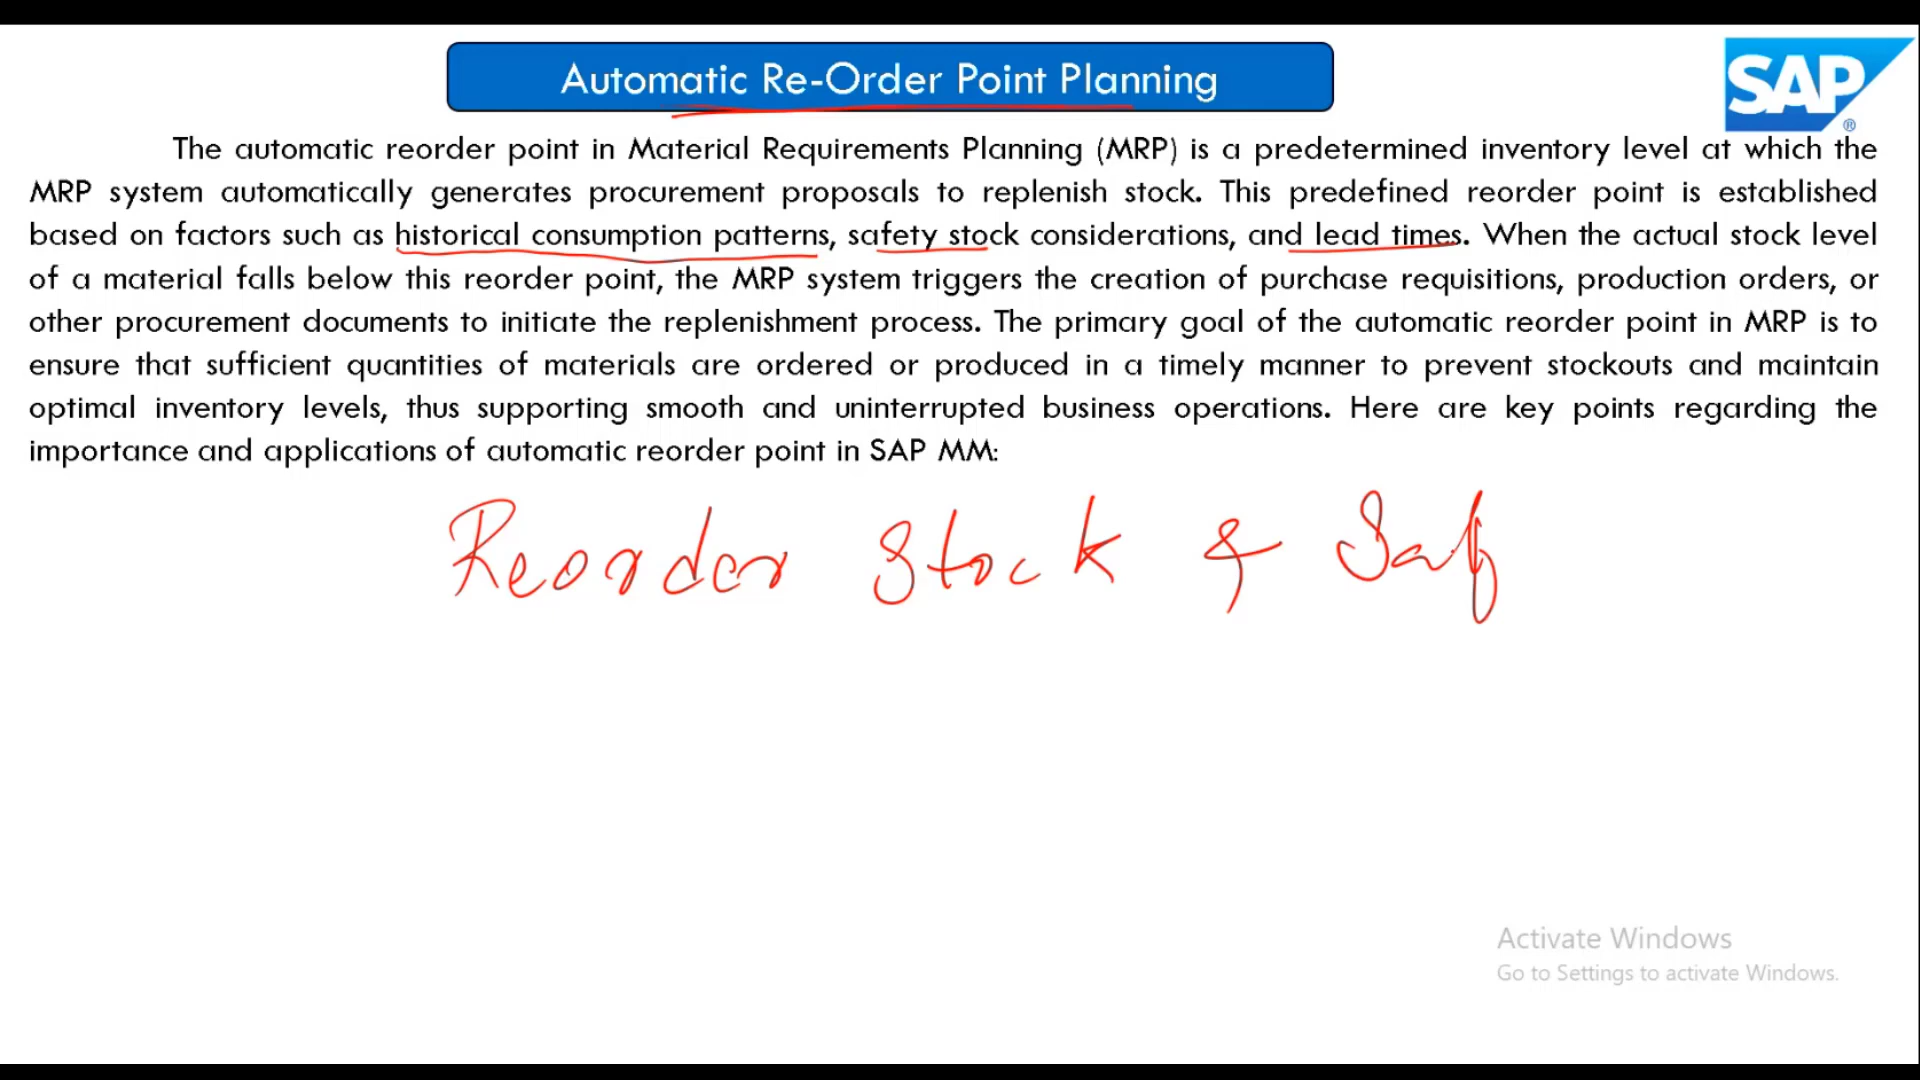 Automatic Re-Order Point Planning
SAP ®
The automatic reorder point in Material Requirements Planning (MRP) is a predetermined inventory level at which the
MRP system automatically generates procurement proposals to replenish stock. This predefined reorder point is established
based on factors such as historical consumption patterns, safety stock considerations, and lead times. When the actual stock level
of a material falls below this reorder point, the MRP system triggers the creation of purchase requisitions, production orders, or
other procurement documents to initiate the replenishment process. The primary goal of the automatic reorder point in MRP is to
ensure that sufficient quantities of materials are ordered or produced in a timely manner to prevent stockouts and maintain
optimal inventory levels, thus supporting smooth and uninterrupted business operations. Here are key points regarding the
importance and applications of automatic reorder point in SAP MM:
Reorder Stock & Saf
Activate Windows
Go to Settings to activate Windows.